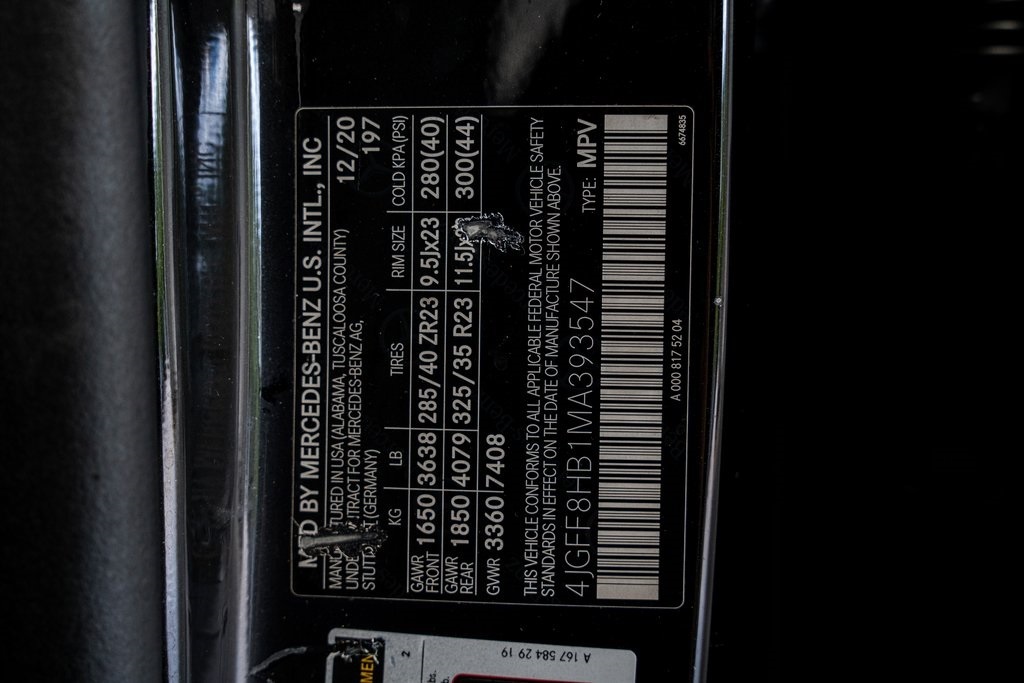 MFD BY MERCEDES-BENZ U.S. INTL., INC
MANUFACTURED IN USA (ALABAMA, TUSCALOOSA COUNTY) 12/20
UNDER CONTRACT FOR MERCEDES-BENZ AG, 197
STUTTGART (GERMANY)
KG LB TIRES RIM SIZE COLD KPA (PSI)
GAWR FRONT 1650 3638 285/40 ZR23 9.5Jx23 280(40)
GAWR REAR 1850 4079 325/35 R23 11.5Jx 300(44)
GVWR 3360 7408
THIS VEHICLE CONFORMS TO ALL APPLICABLE FEDERAL MOTOR VEHICLE SAFETY
STANDARDS IN EFFECT ON THE DATE OF MANUFACTURE SHOWN ABOVE.
4JGFF8HB1MA393547 TYPE: MPV
A 000 817 52 04
6674835
2
A 167 584 29 19